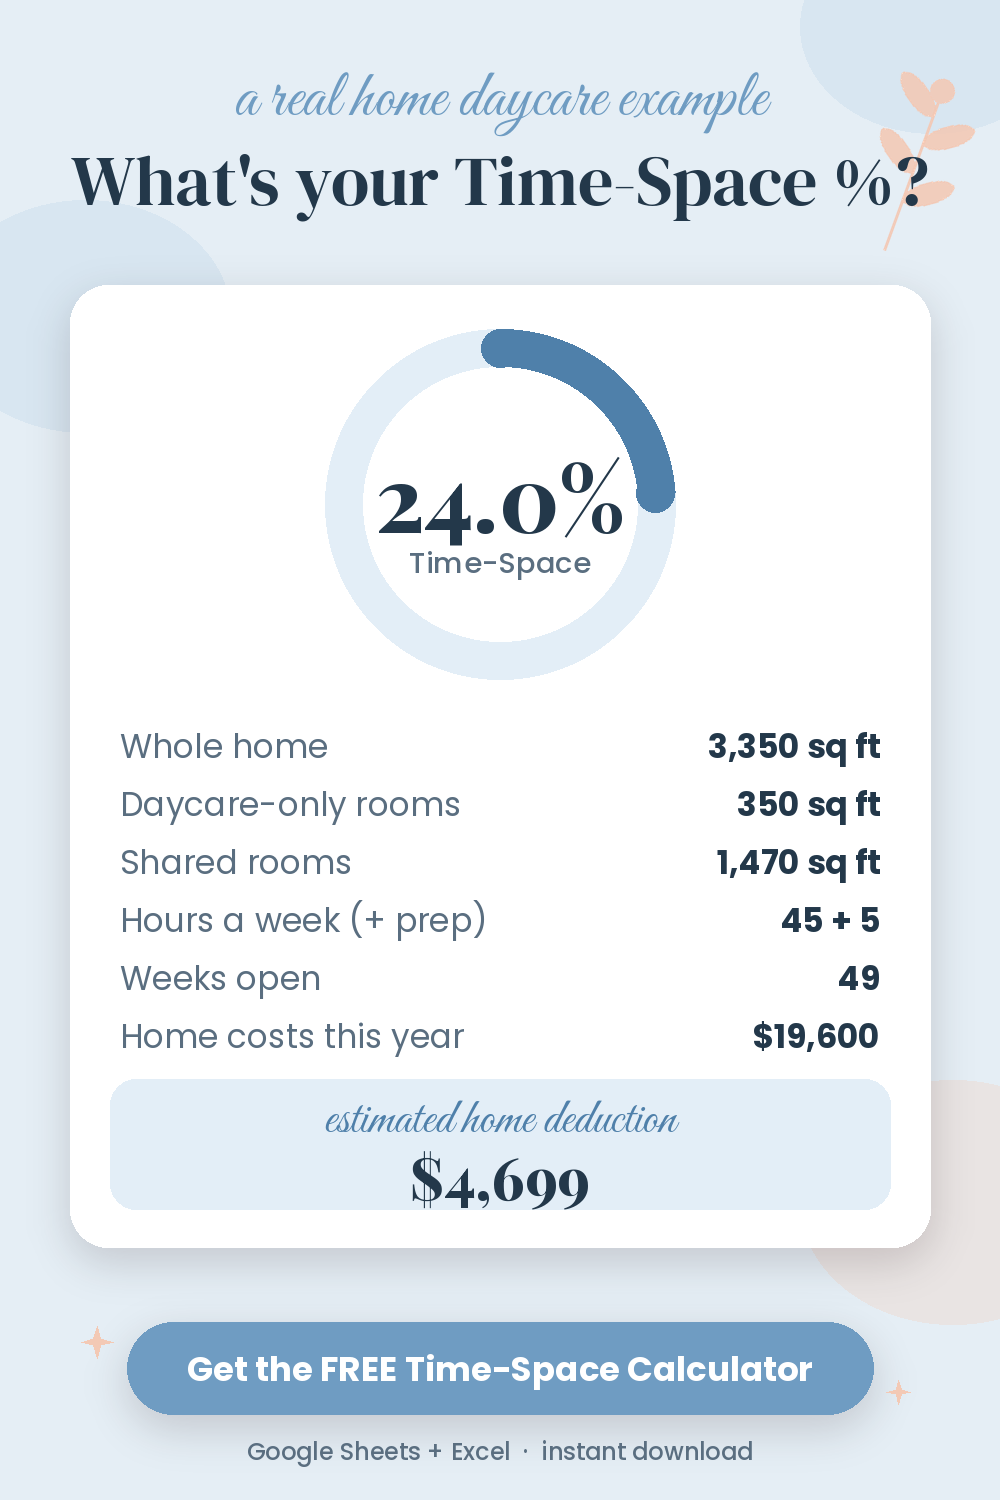 a real home daycare example
What's your Time-Space %?
24.0%
Time-Space
Whole home 3,350 sq ft
Daycare-only rooms 350 sq ft
Shared rooms 1,470 sq ft
Hours a week (+ prep) 45 + 5
Weeks open 49
Home costs this year $19,600
estimated home deduction
$4,699
Get the FREE Time-Space Calculator
Google Sheets + Excel · instant download